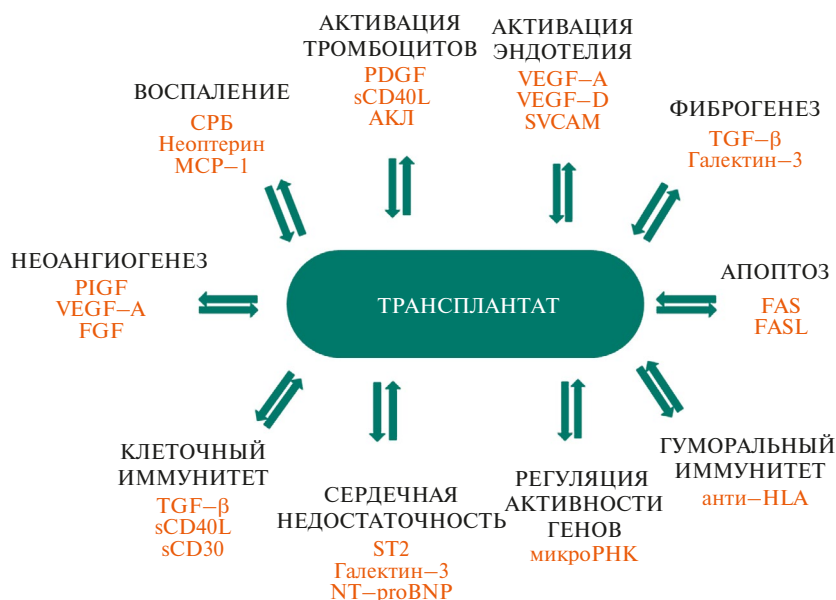 АКТИВАЦИЯ
ТРОМБОЦИТОВ
PDGF
sCD40L
АКЛ
АКТИВАЦИЯ
ЭНДОТЕЛИЯ
VEGF–A
VEGF–D
SVCAM
ВОСПАЛЕНИЕ
СРБ
Неоптерин
MCP–1
ФИБРОГЕНЕЗ
TGF–β
Галектин–3
НЕОАНГИОГЕНЕЗ
PIGF
VEGF–A
FGF
ТРАНСПЛАНТАТ
АПОПТОЗ
FAS
FASL
КЛЕТОЧНЫЙ
ИММУНИТЕТ
TGF–β
sCD40L
sCD30
СЕРДЕЧНАЯ
НЕДОСТАТОЧНОСТЬ
ST2
Галектин–3
NT–proBNP
РЕГУЛЯЦИЯ
АКТИВНОСТИ
ГЕНОВ
микроРНК
ГУМОРАЛЬНЫЙ
ИММУНИТЕТ
анти–HLA